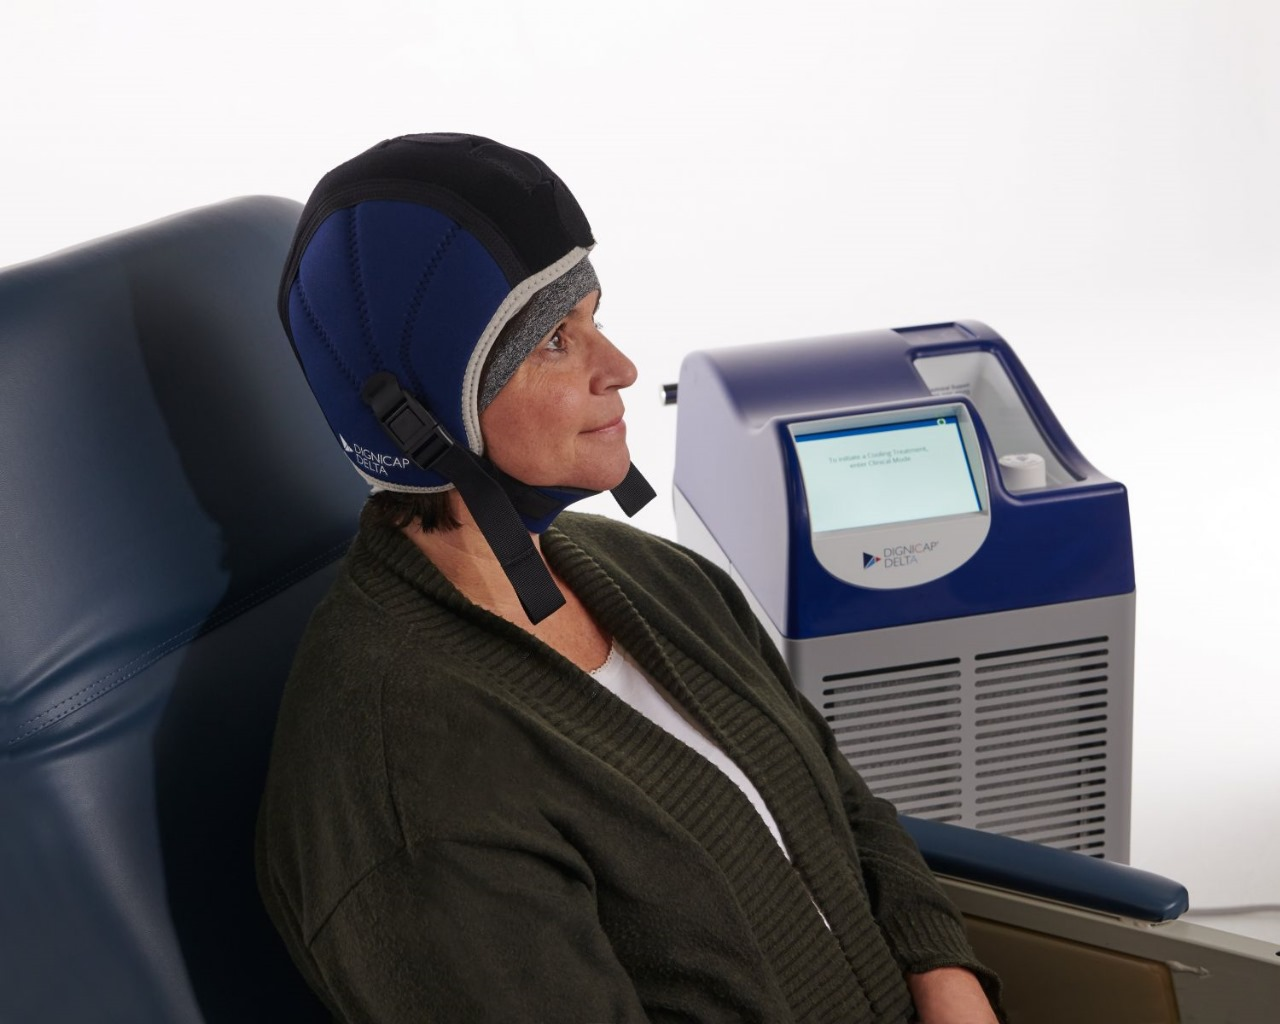 DIGNICAP
DELTA
To Initiate a Cooling Treatment,
enter Clinical Mode
DIGNICAP®
DELTA